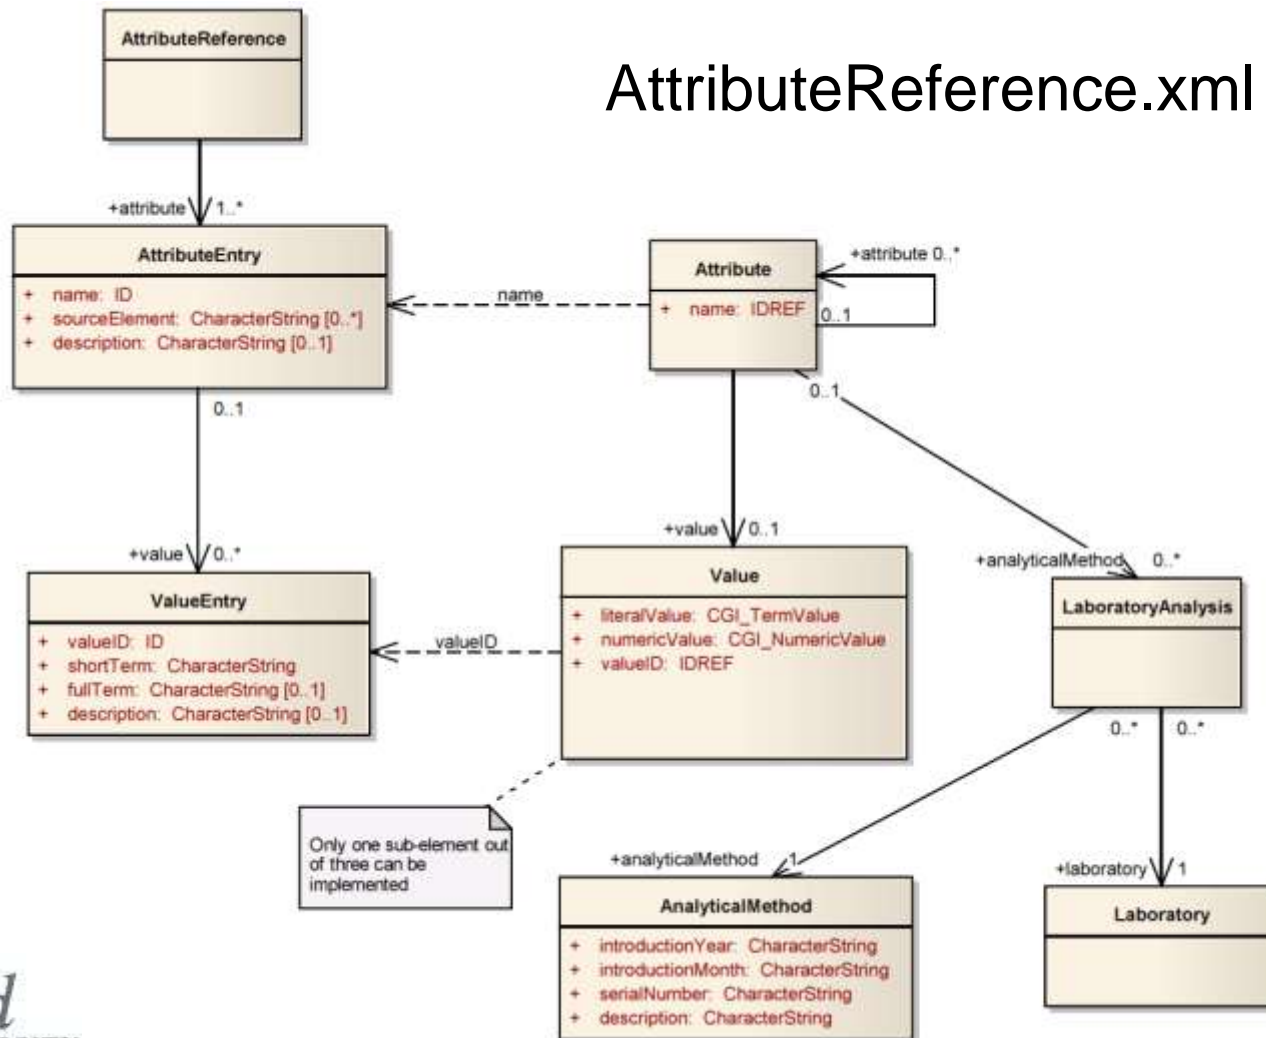 AttributeReference
AttributeReference.xml
+attribute 1..*
AttributeEntry
+ name: ID
+ sourceElement: CharacterString [0..*]
+ description: CharacterString [0..1]
name
Attribute
+ name: IDREF
+attribute 0..*
0..1
0..1
0..1
+value 0..*
+value 0..1
+analyticalMethod 0..*
ValueEntry
+ valueID: ID
+ shortTerm: CharacterString
+ fullTerm: CharacterString [0..1]
+ description: CharacterString [0..1]
valueID
Value
+ literalValue: CGI_TermValue
+ numericValue: CGI_NumericValue
+ valueID: IDREF
LaboratoryAnalysis
0..* 0..*
Only one sub-element out
of three can be
implemented
+analyticalMethod 1
+laboratory 1
AnalyticalMethod
+ introductionYear: CharacterString
+ introductionMonth: CharacterString
+ serialNumber: CharacterString
+ description: CharacterString
Laboratory